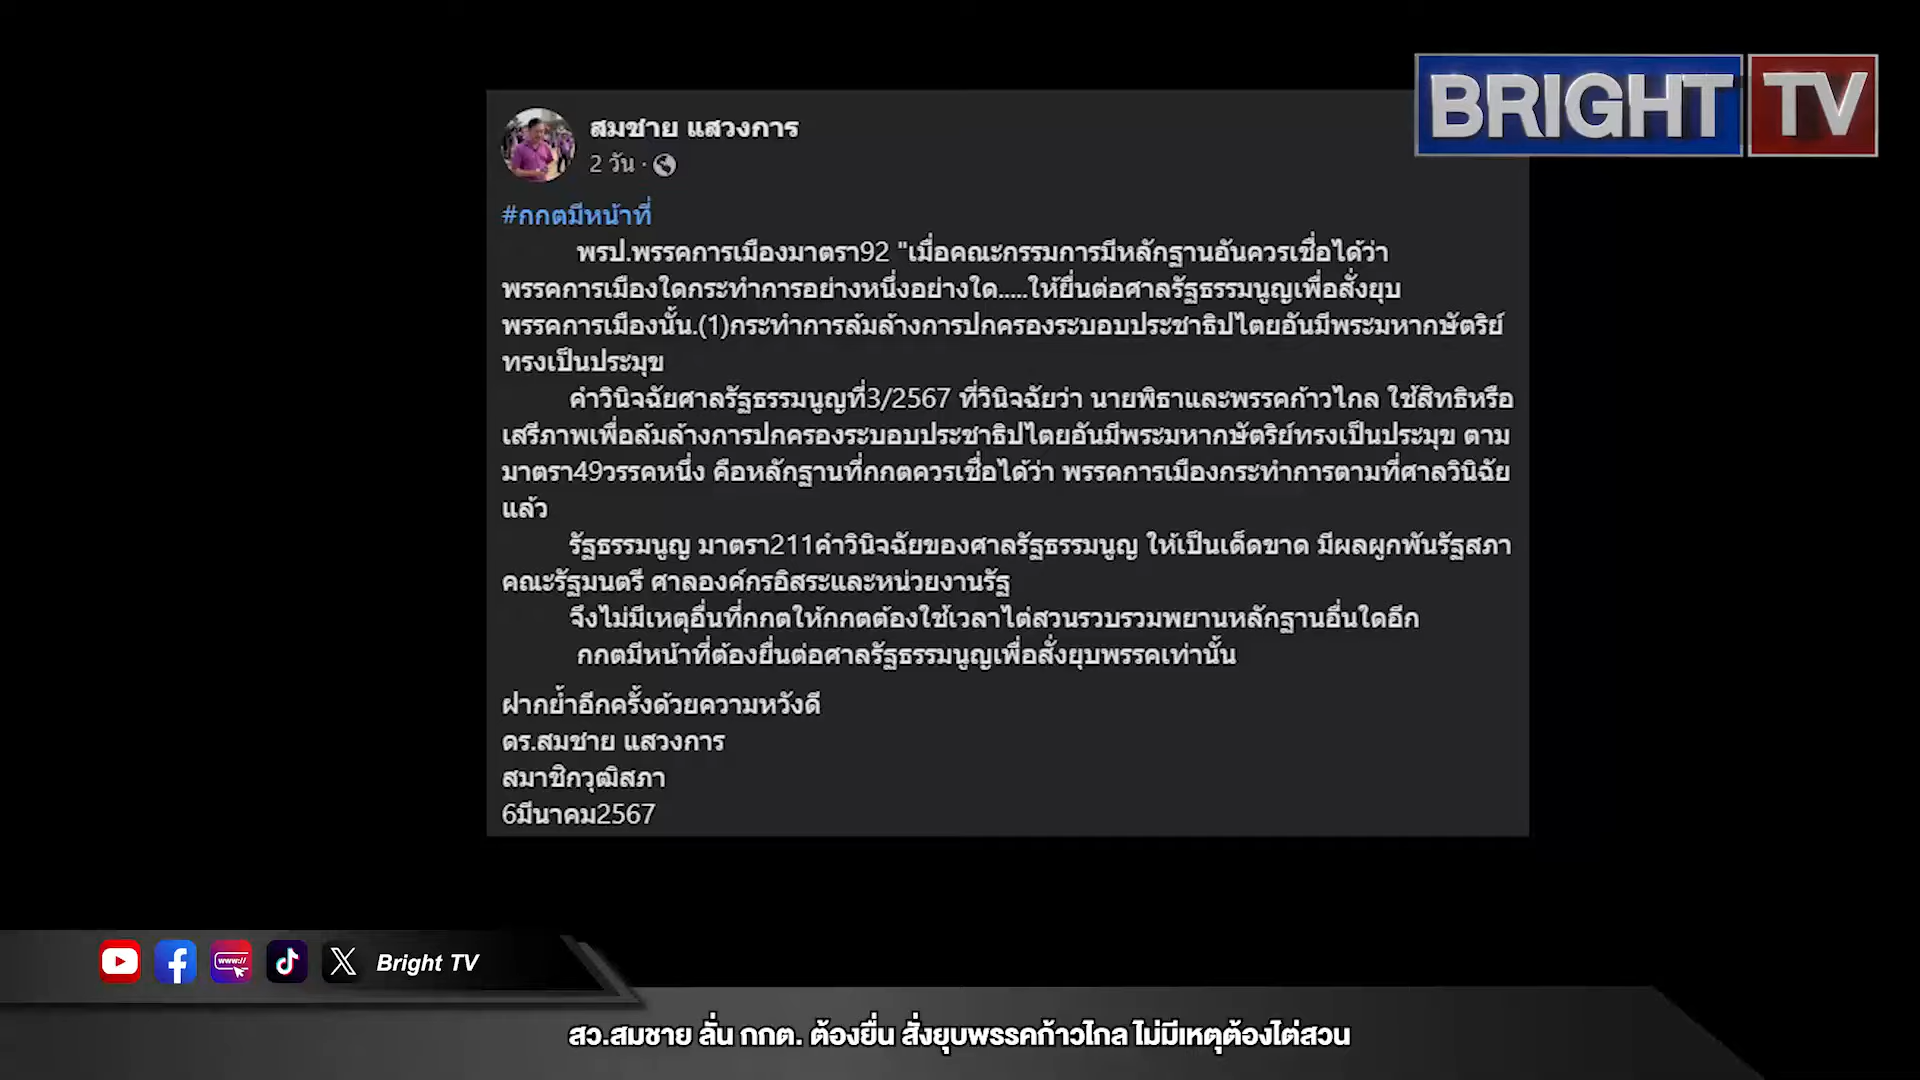 BRIGHT TV
สมชาย แสวงการ
2 วัน ·
#กกตมีหน้าที่
พรป.พรรคการเมืองมาตรา92 "เมื่อคณะกรรมการมีหลักฐานอันควรเชื่อได้ว่า
พรรคการเมืองใดกระทำการอย่างหนึ่งอย่างใด.....ให้ยื่นต่อศาลรัฐธรรมนูญเพื่อสั่งยุบ
พรรคการเมืองนั้น.(1)กระทำการล้มล้างการปกครองระบอบประชาธิปไตยอันมีพระมหากษัตริย์
ทรงเป็นประมุข
คำวินิจฉัยศาลรัฐธรรมนูญที่3/2567 ที่วินิจฉัยว่า นายพิธาและพรรคก้าวไกล ใช้สิทธิหรือ
เสรีภาพเพื่อล้มล้างการปกครองระบอบประชาธิปไตยอันมีพระมหากษัตริย์ทรงเป็นประมุข ตาม
มาตรา49วรรคหนึ่ง คือหลักฐานที่กกตควรเชื่อได้ว่า พรรคการเมืองกระทำการตามที่ศาลวินิฉัย
แล้ว
รัฐธรรมนูญ มาตรา211คำวินิจฉัยของศาลรัฐธรรมนูญ ให้เป็นเด็ดขาด มีผลผูกพันรัฐสภา
คณะรัฐมนตรี ศาลองค์กรอิสระและหน่วยงานรัฐ
จึงไม่มีเหตุอื่นที่กกตให้กกตต้องใช้เวลาไต่สวนรวบรวมพยานหลักฐานอื่นใดอีก
กกตมีหน้าที่ต้องยื่นต่อศาลรัฐธรรมนูญเพื่อสั่งยุบพรรคเท่านั้น
ฝากย้ำอีกครั้งด้วยความหวังดี
ดร.สมชาย แสวงการ
สมาชิกวุฒิสภา
6มีนาคม2567
www://
Bright TV
สว.สมชาย ลั่น กกต. ต้องยื่น สั่งยุบพรรคก้าวไกล ไม่มีเหตุต้องไต่สวน